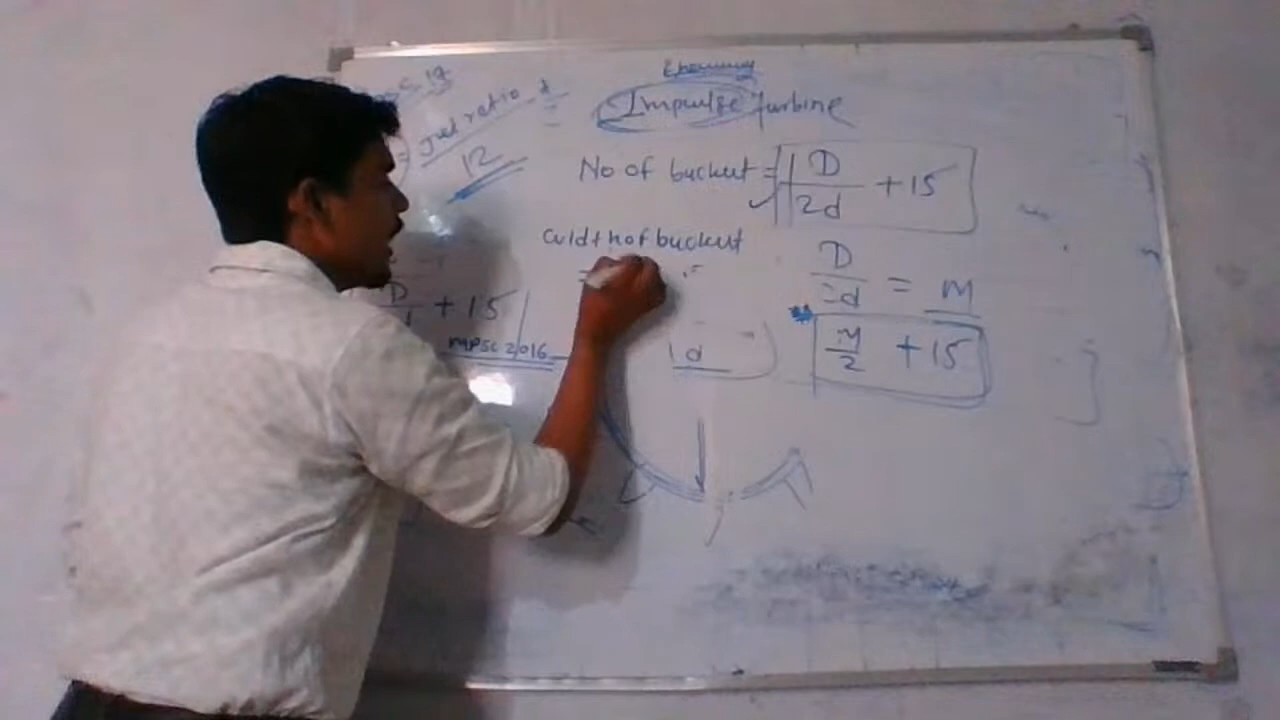 Impulse turbine
Jet ratio
12
No of bucket = D/2d + 15
width of bucket
=
D/2d = m
m/2 + 15
D + 15
MPSC 2016
d